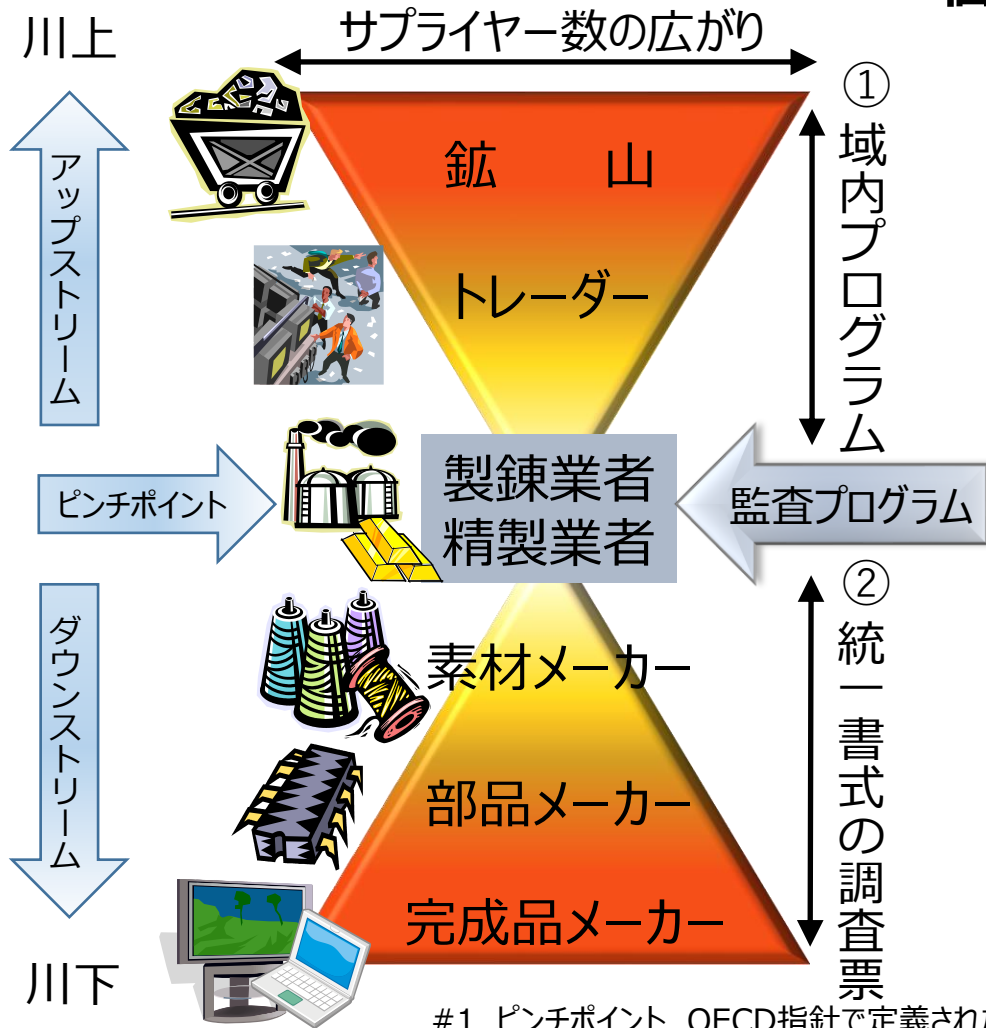 川上
サプライヤー数の広がり
アップストリーム
鉱 山
トレーダー
①域内プログラム
ピンチポイント
製錬業者
精製業者
監査プログラム
ダウンストリーム
素材メーカー
部品メーカー
完成品メーカー
②統一書式の調査票
川下
#1 ピンチポイント OECD指針で定義された